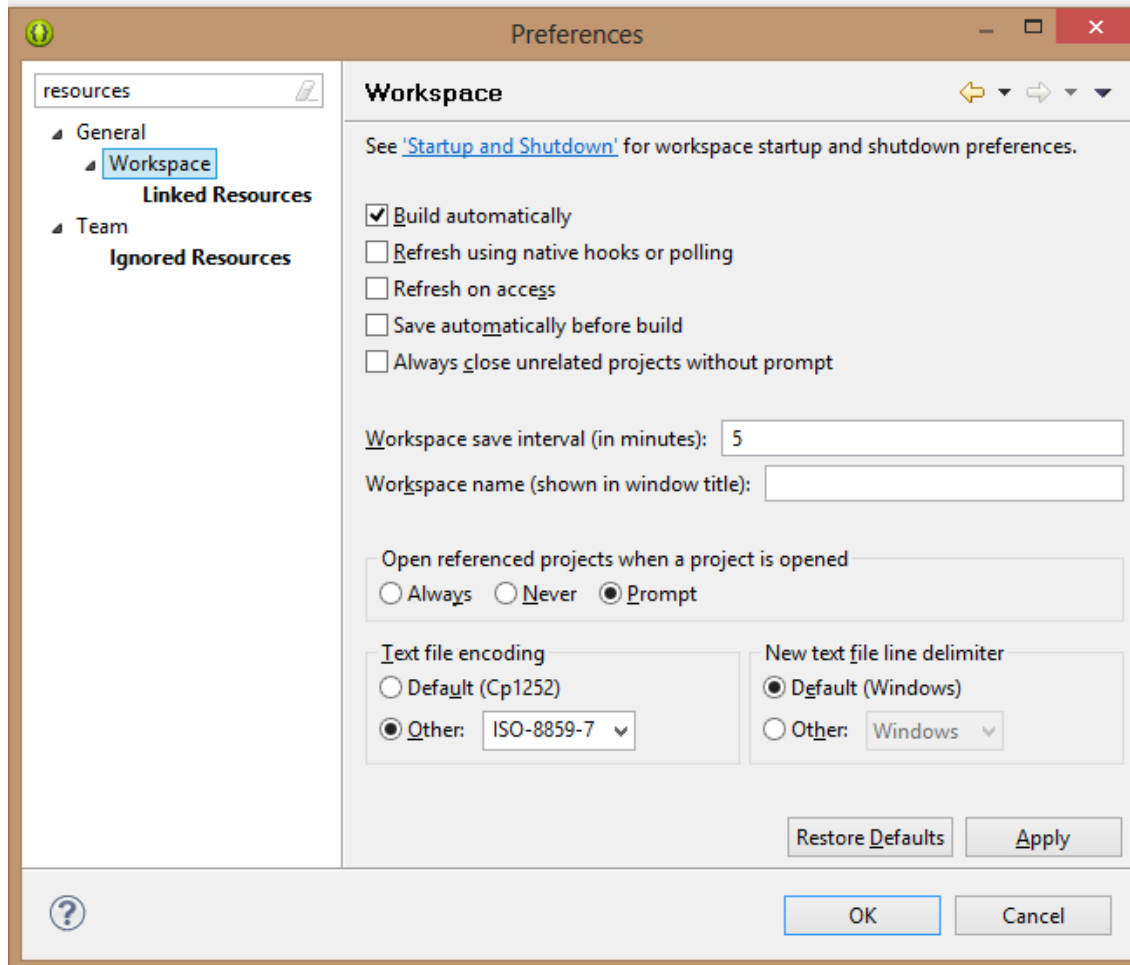 Preferences
resources
General
Workspace
Linked Resources
Team
Ignored Resources
Workspace
See 'Startup and Shutdown' for workspace startup and shutdown preferences.
Build automatically
Refresh using native hooks or polling
Refresh on access
Save automatically before build
Always close unrelated projects without prompt
Workspace save interval (in minutes): 5
Workspace name (shown in window title):
Open referenced projects when a project is opened
Always Never Prompt
Text file encoding
Default (Cp1252)
Other: ISO-8859-7
New text file line delimiter
Default (Windows)
Other: Windows
Restore Defaults Apply
OK Cancel